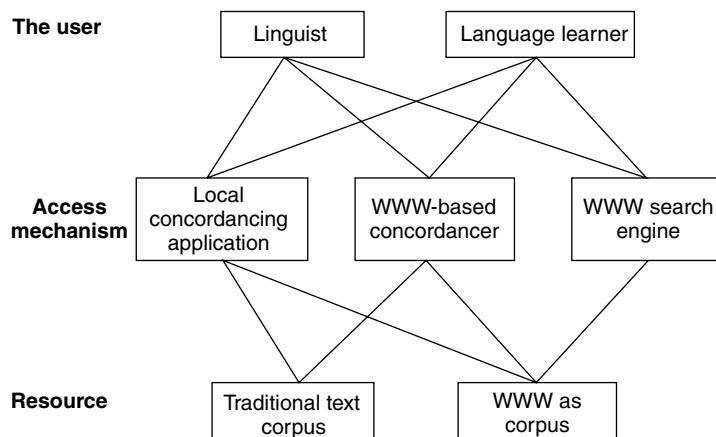 The user
Linguist
Language learner
Access
mechanism
Local
concordancing
application
WWW-based
concordancer
WWW search
engine
Resource
Traditional text
corpus
WWW as
corpus